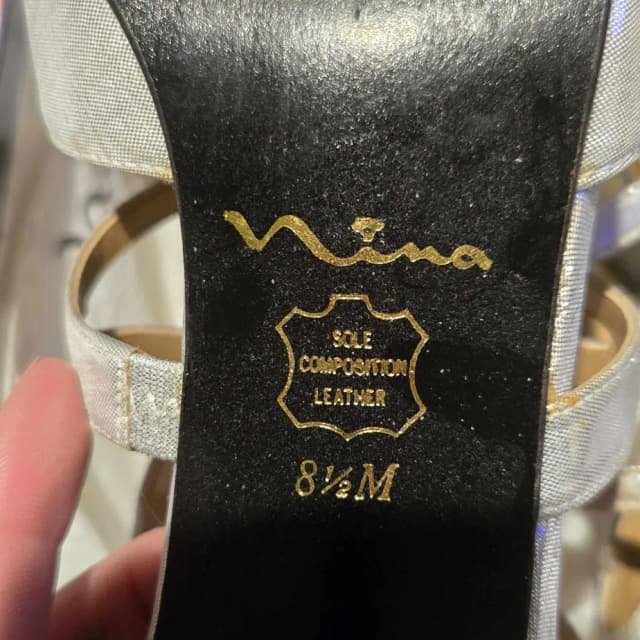 nina
SOLE
COMPOSITION
LEATHER
8½M